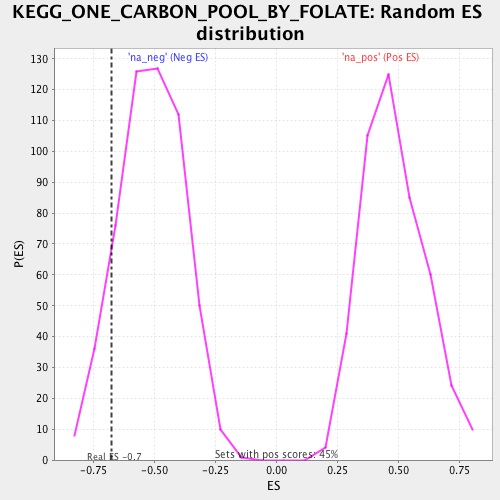 KEGG_ONE_CARBON_POOL_BY_FOLATE: Random ES
distribution
'na_neg' (Neg ES)
'na_pos' (Pos ES)
130
120
110
100
90
80
70
60
50
40
30
20
10
0
P(ES)
Real ES -0.7
Sets with pos scores: 45%
-0.75
-0.50
-0.25
0.00
0.25
0.50
0.75
ES